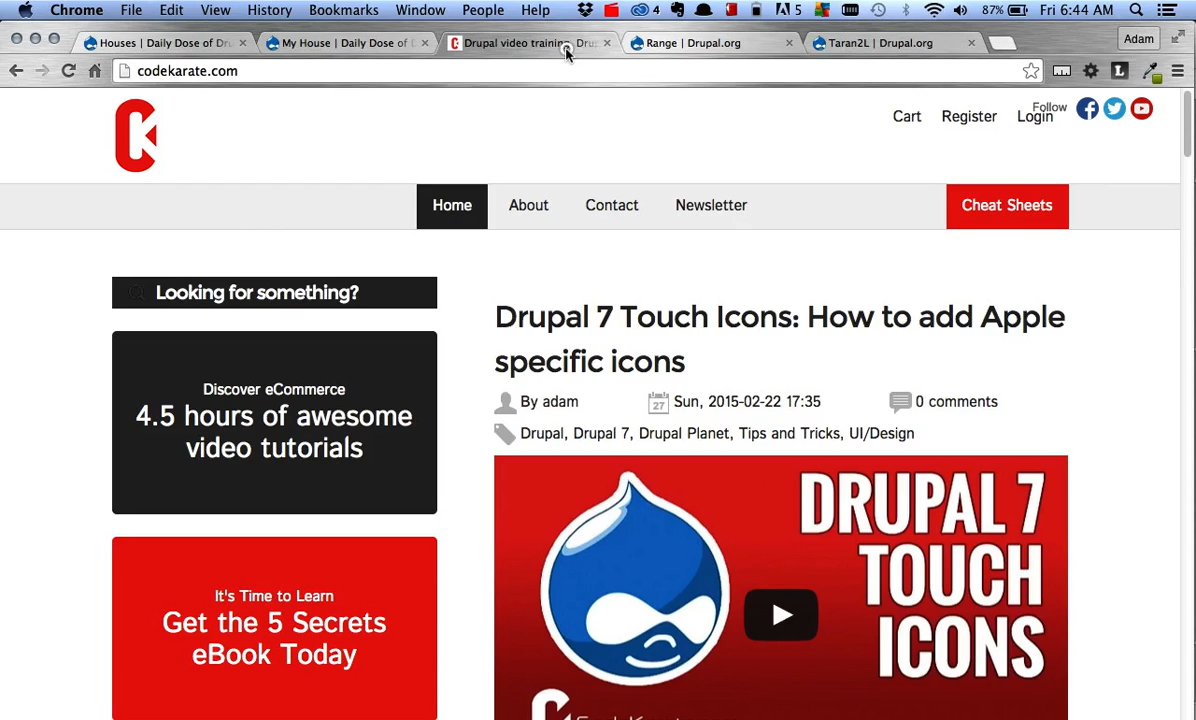 Chrome File Edit View History Bookmarks Window People Help 4 5 87% Fri 6:44 AM
Houses | Daily Dose of Dr My House | Daily Dose of D Drupal video training, Dru Range | Drupal.org Taran2L | Drupal.org Adam
codekarate.com
Follow
Cart Register Login
Home About Contact Newsletter Cheat Sheets
Looking for something?
Discover eCommerce
4.5 hours of awesome
video tutorials
It's Time to Learn
Get the 5 Secrets
eBook Today
Drupal 7 Touch Icons: How to add Apple
specific icons
By adam 27 Sun, 2015-02-22 17:35 0 comments
Drupal, Drupal 7, Drupal Planet, Tips and Tricks, UI/Design
DRUPAL 7
TOUCH
ICONS